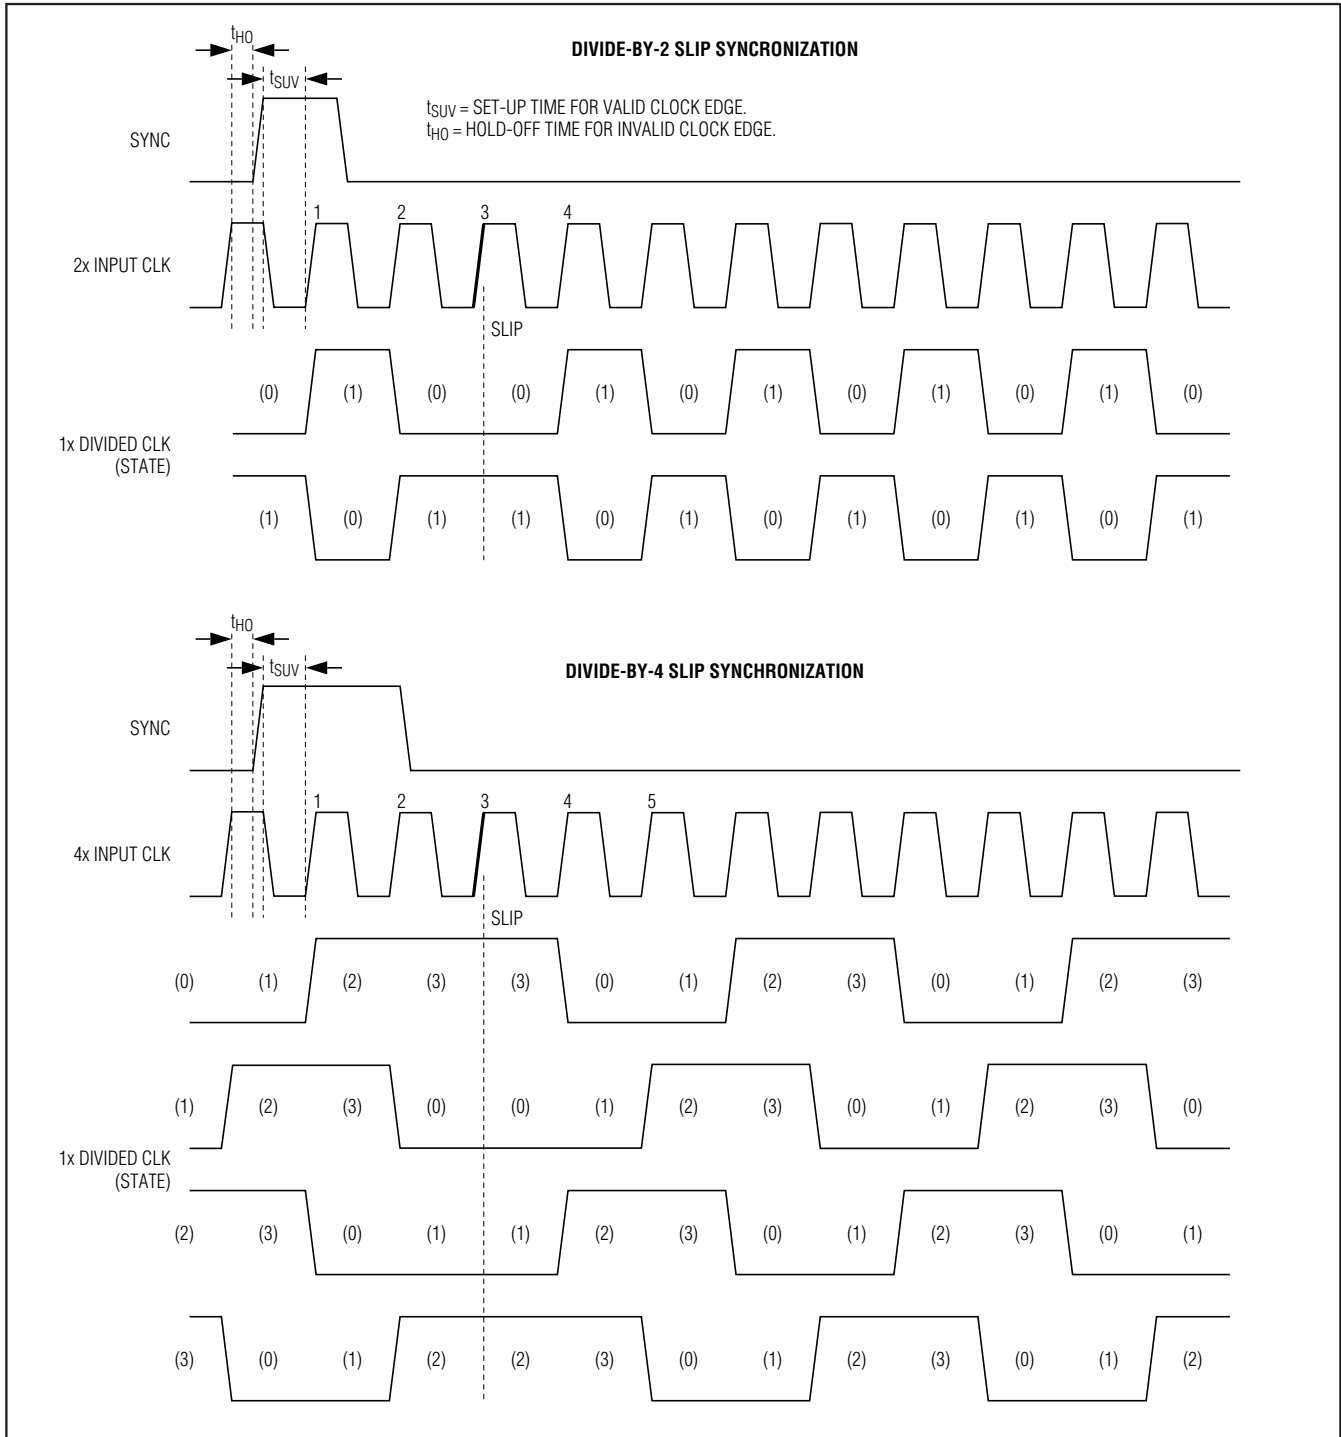 tHO
DIVIDE-BY-2 SLIP SYNCRONIZATION
tSUV
tSUV = SET-UP TIME FOR VALID CLOCK EDGE.
tHO = HOLD-OFF TIME FOR INVALID CLOCK EDGE.
SYNC
1 2 3 4
2x INPUT CLK
SLIP
(0) (1) (0) (0) (1) (0) (1) (0) (1) (0) (1) (0)
1x DIVIDED CLK
(STATE)
(1) (0) (1) (1) (0) (1) (0) (1) (0) (1) (0) (1)
tHO
tSUV
DIVIDE-BY-4 SLIP SYNCHRONIZATION
SYNC
1 2 3 4 5
4x INPUT CLK
SLIP
(0) (1) (2) (3) (3) (0) (1) (2) (3) (0) (1) (2) (3)
(1) (2) (3) (0) (0) (1) (2) (3) (0) (1) (2) (3) (0)
1x DIVIDED CLK
(STATE)
(2) (3) (0) (1) (1) (2) (3) (0) (1) (2) (3) (0) (1)
(3) (0) (1) (2) (2) (3) (0) (1) (2) (3) (0) (1) (2)